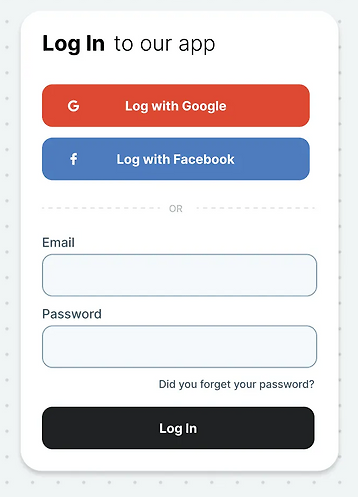 Log In to our app
G Log with Google
f Log with Facebook
OR
Email
Password
Did you forget your password?
Log In